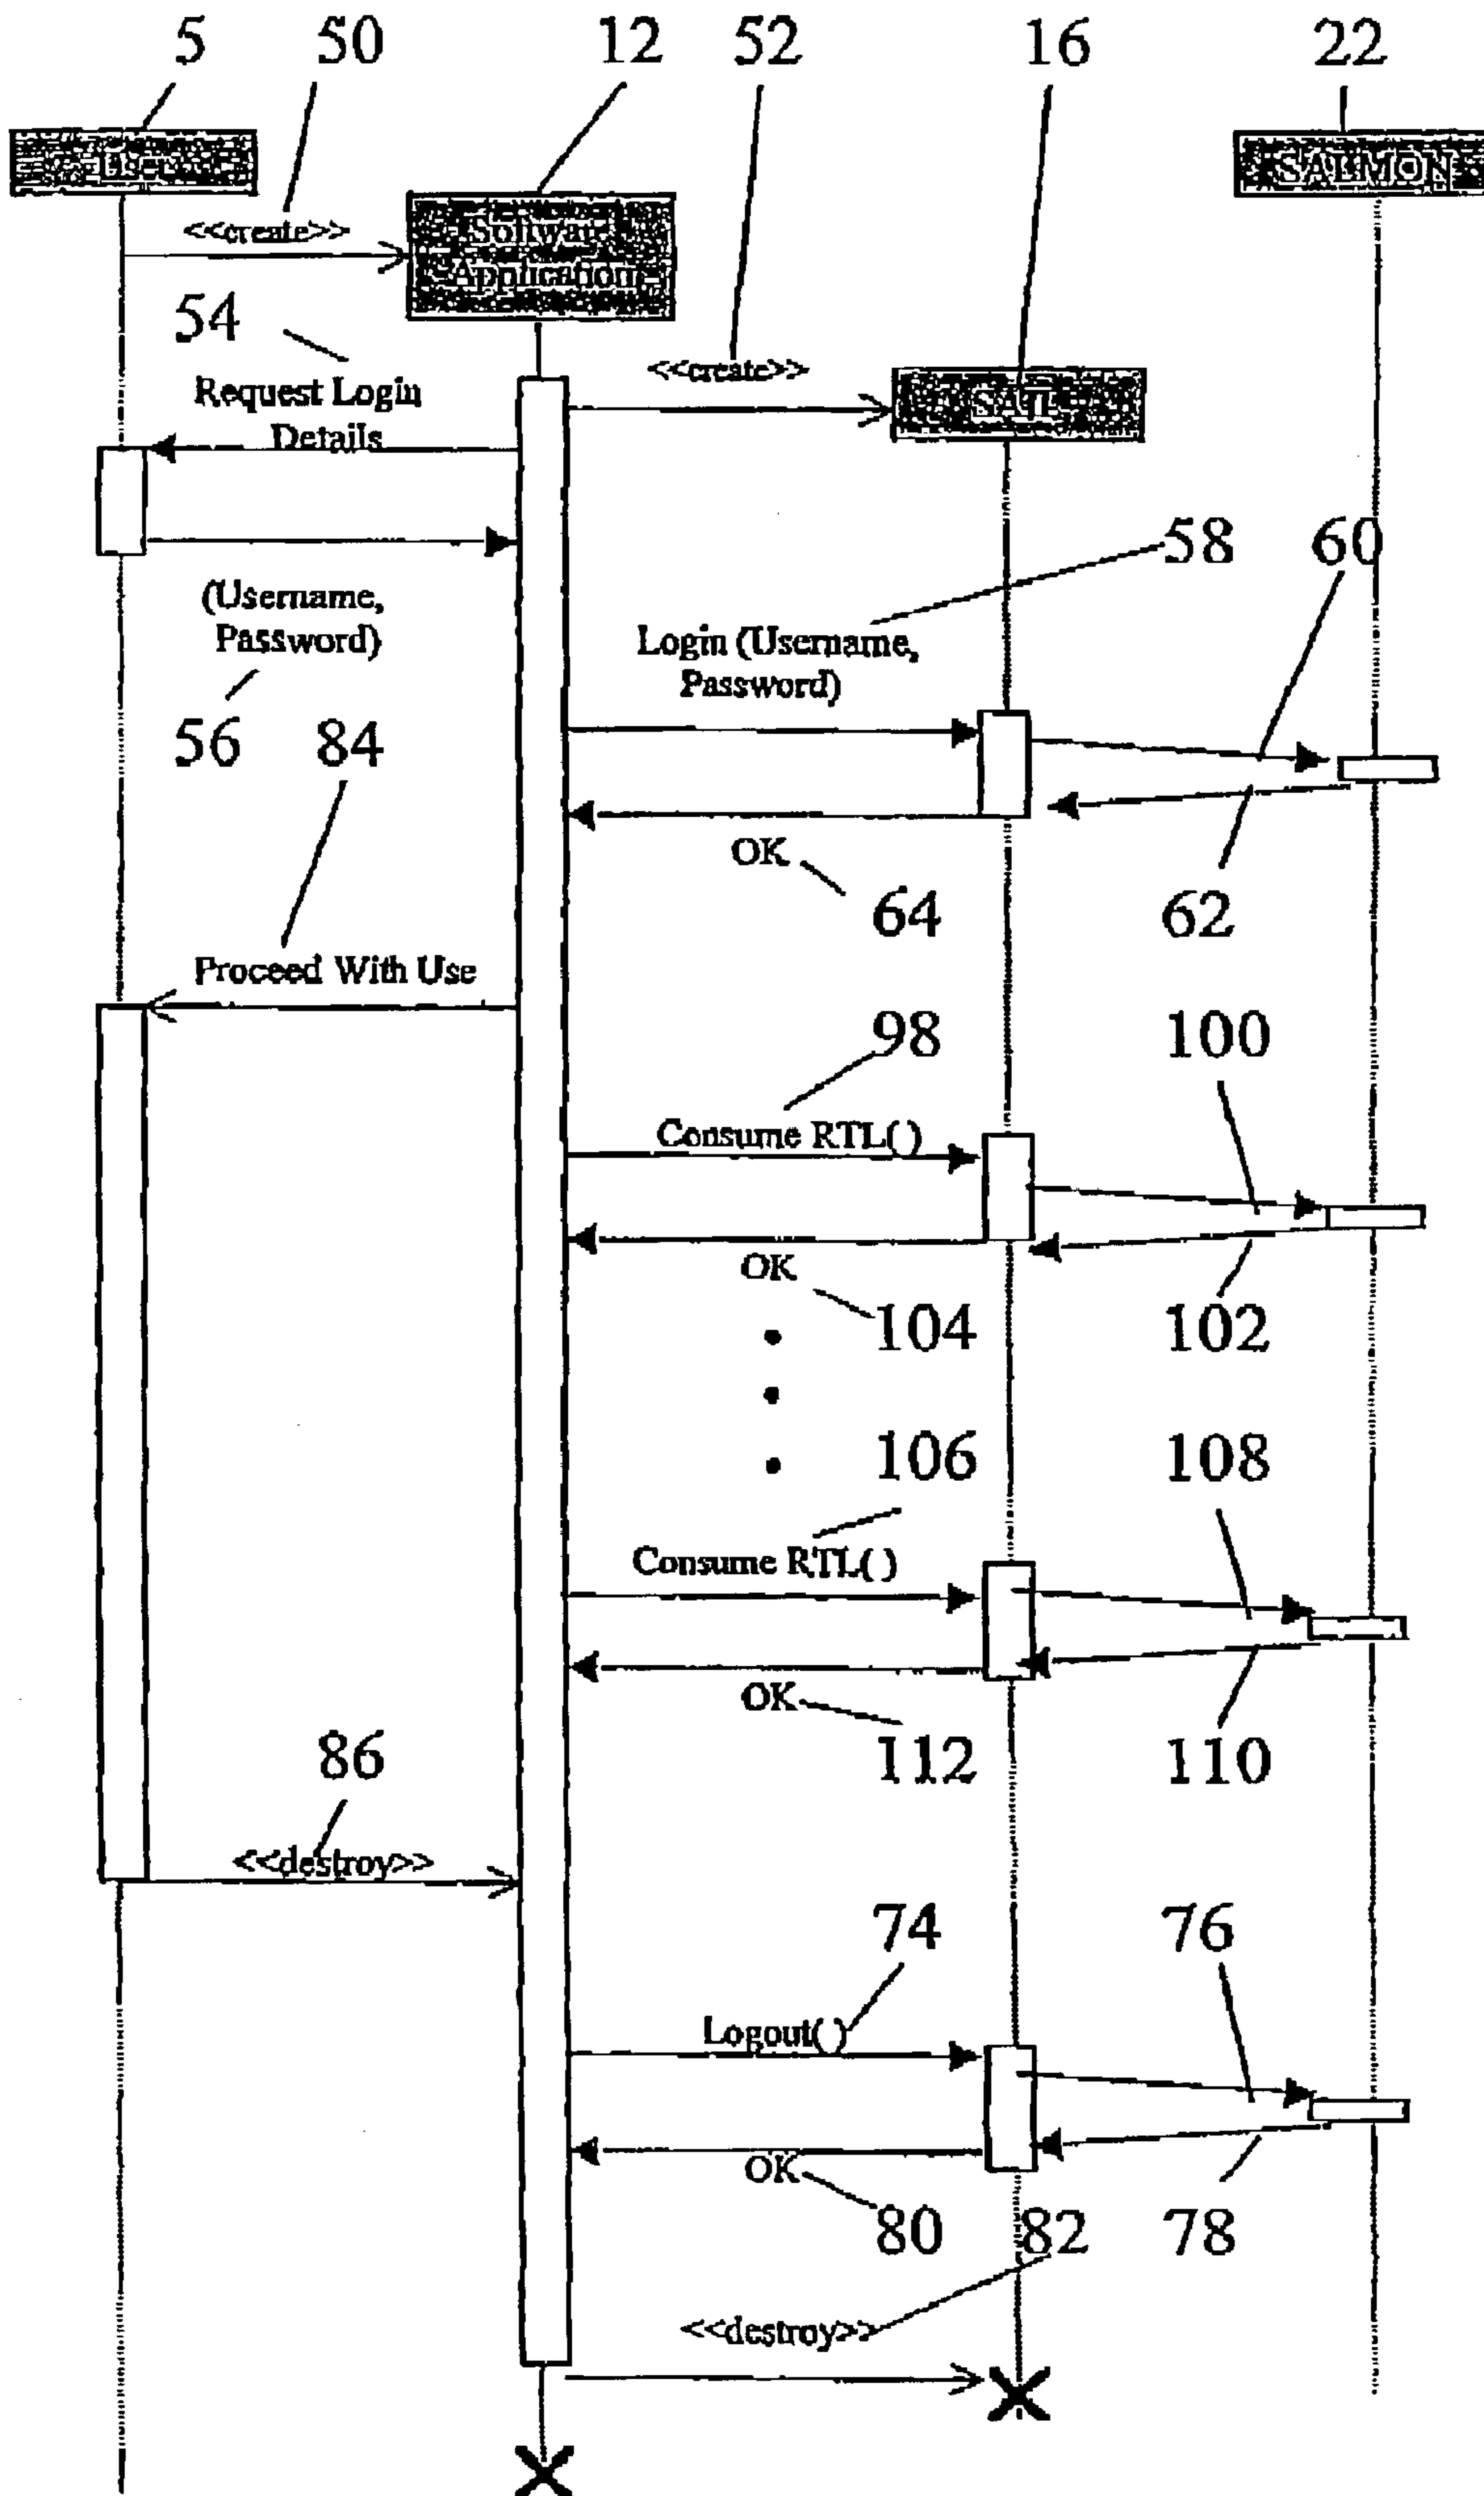 5 50 12 52 16 22
User
SALMON
<<create>>
Software
Application
54
<<create>>
Request Login
Details
58 60
(Username,
Password)
Login (Username,
Password)
56 84
OK
64 62
Proceed With Use
98 100
Consume RTL()
OK
104 102
106 108
Consume RTL()
OK
86
112 110
<<destroy>>
74 76
Logout()
OK
80 82 78
<<destroy>>